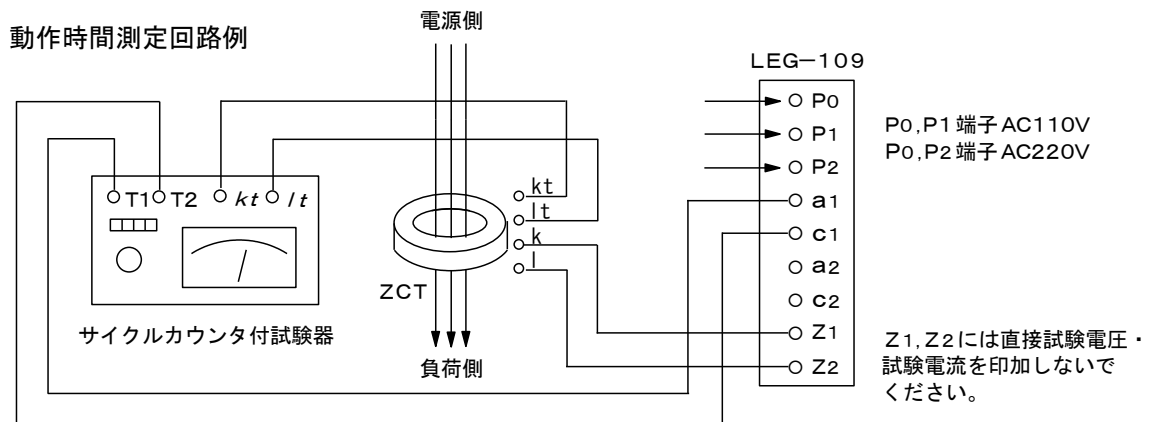 動作時間測定回路例
電源側
LEG-109
P0
P1
P2
a1
c1
a2
c2
Z1
Z2
P0,P1端子AC110V
P0,P2端子AC220V
T1 T2 kt lt
kt
lt
k
l
ZCT
サイクルカウンタ付試験器
負荷側
Z1,Z2には直接試験電圧・
試験電流を印加しないで
ください。